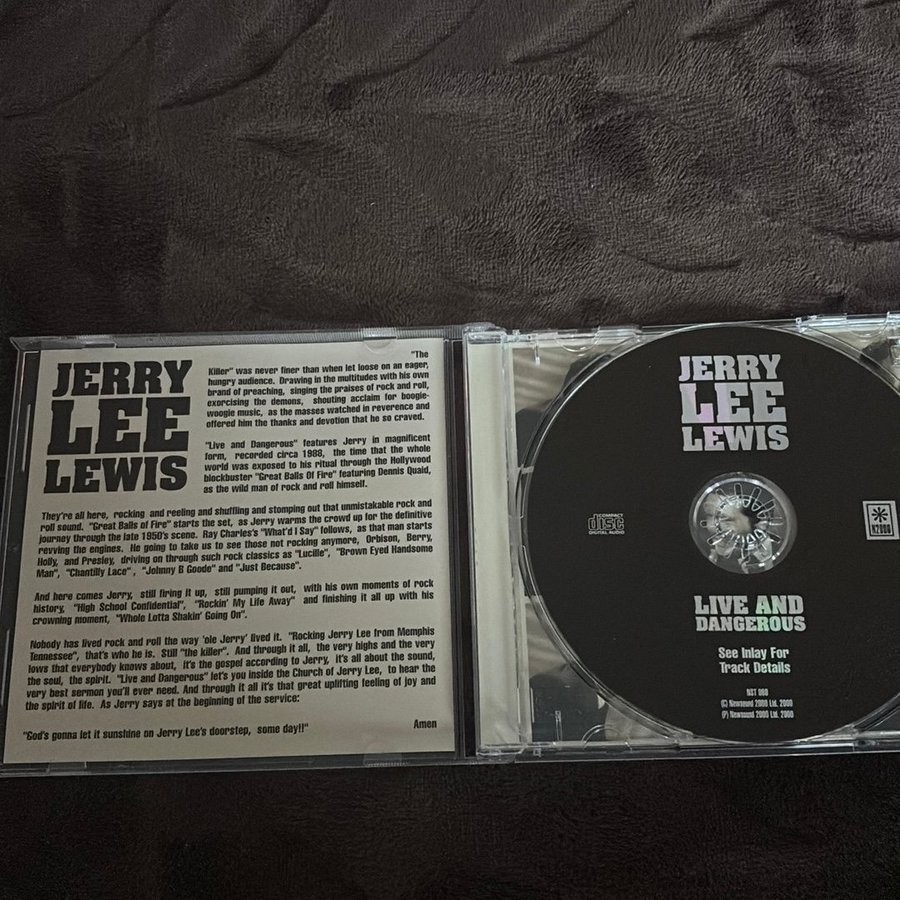 JERRY
LEE
LEWIS
"The
Killer" was never finer than when let loose on an eager,
hungry audience. Drawing in the multitudes with his own
brand of preaching, singing the praises of rock and roll,
exorcising the demons, shouting acclaim for boogie-
woogie music, as the masses watched in reverence and
offered him the thanks and devotion that he so craved.
"Live and Dangerous" features Jerry in magnificent
form, recorded circa 1988, the time that the whole
world was exposed to his ritual through the Hollywood
blockbuster "Great Balls Of Fire" featuring Dennis Quaid,
as the wild man of rock and roll himself.
They're all here, rocking and reeling and shuffling and stomping out that unmistakable rock and
roll sound. "Great Balls of Fire" starts the set, as Jerry warms the crowd up for the definitive
journey through the late 1950's scene. Ray Charles's "What'd I Say" follows, as that man starts
revving the engines. He going to take us to see those not rocking anymore, Orbison, Berry,
Holly, and Presley, driving on through such rock classics as "Lucille", "Brown Eyed Handsome
Man", "Chantilly Lace" , "Johnny B Goode" and "Just Because".
And here comes Jerry, still firing it up, still pumping it out, with his own moments of rock
history, "High School Confidential", "Rockin' My Life Away" and finishing it all up with his
crowning moment, "Whole Lotta Shakin' Going On".
Nobody has lived rock and roll the way 'ole Jerry' lived it. "Rocking Jerry Lee from Memphis
Tennessee", that's who he is. Still "the killer". And through it all, the very highs and the very
lows that everybody knows about, it's the gospel according to Jerry, it's all about the sound,
the soul, the spirit. "Live and Dangerous" let's you inside the Church of Jerry Lee, to hear the
very best sermon you'll ever need. And through it all it's that great uplifting feeling of joy and
the spirit of life. As Jerry says at the beginning of the service:
Amen
"God's gonna let it sunshine on Jerry Lee's doorstep, some day!!"
JERRY
LEE
LEWIS
COMPACT
disc
DIGITAL AUDIO
N2000
LIVE AND
DANGEROUS
See Inlay For
Track Details
NST 080
(C) Newsound 2000 Ltd. 2000
(P) Newsound 2000 Ltd. 2000